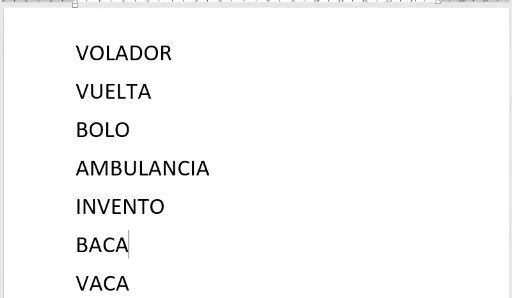 VOLADOR
VUELTA
BOLO
AMBULANCIA
INVENTO
BACA
VACA